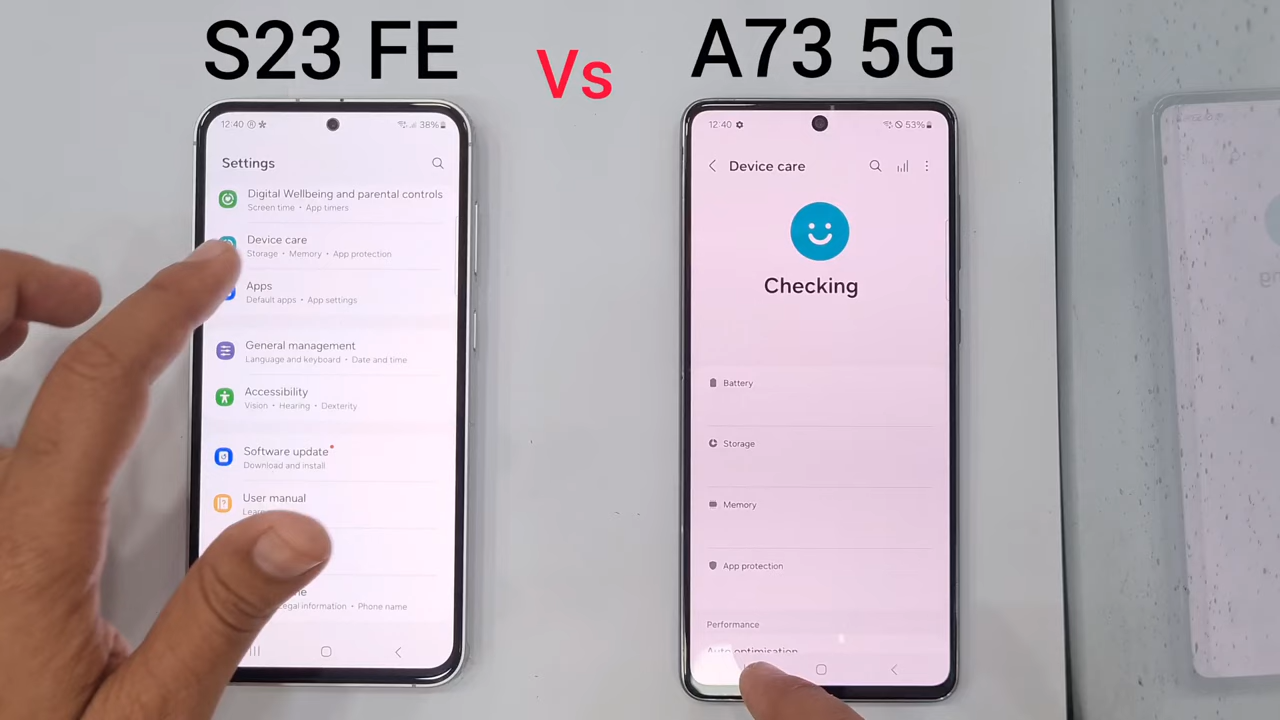 S23 FE
Vs
A73 5G
12:40
38%
Settings
Digital Wellbeing and parental controls
Screen time • App timers
Device care
Storage • Memory • App protection
Apps
Default apps • App settings
General management
Language and keyboard • Date and time
Accessibility
Vision • Hearing • Dexterity
Software update
Download and install
User manual
Legal information • Phone name
12:40
53%
Device care
Checking
Battery
Storage
Memory
App protection
Performance
Auto optimisation